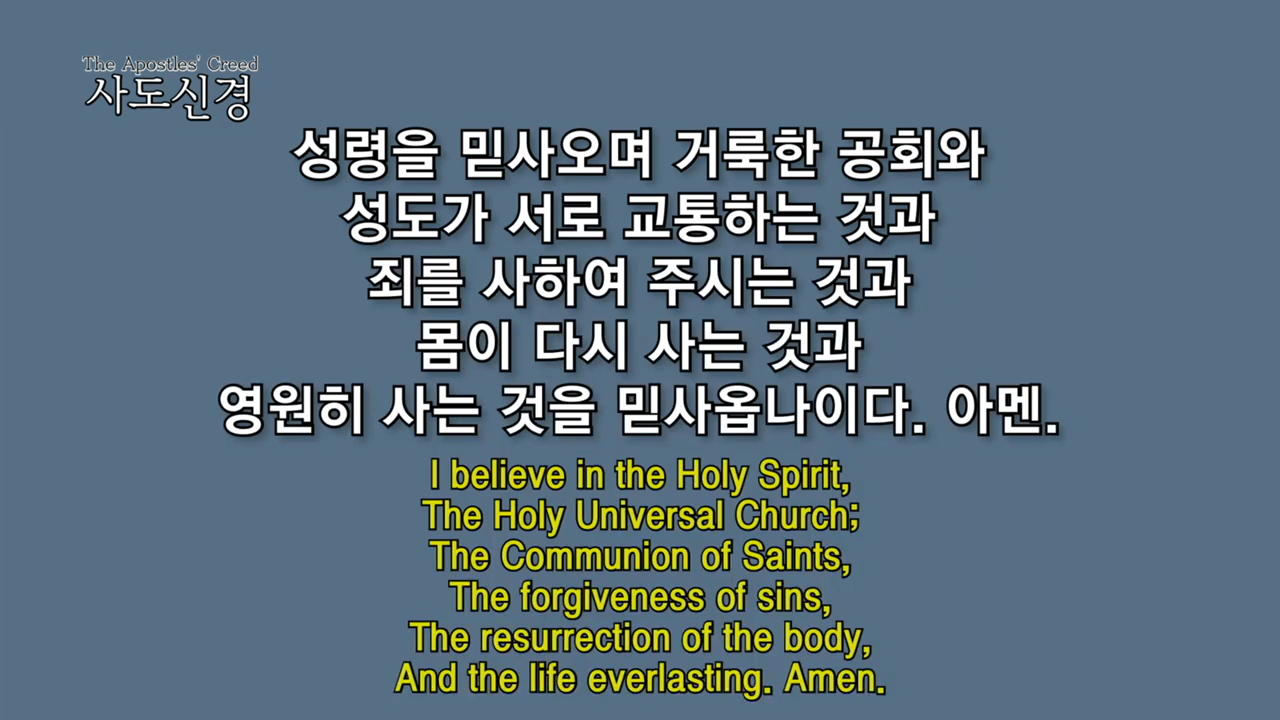 The Apostles' Creed
사도신경
성령을 믿사오며 거룩한 공회와
성도가 서로 교통하는 것과
죄를 사하여 주시는 것과
몸이 다시 사는 것과
영원히 사는 것을 믿사옵나이다. 아멘.
I believe in the Holy Spirit,
The Holy Universal Church;
The Communion of Saints,
The forgiveness of sins,
The resurrection of the body,
And the life everlasting. Amen.